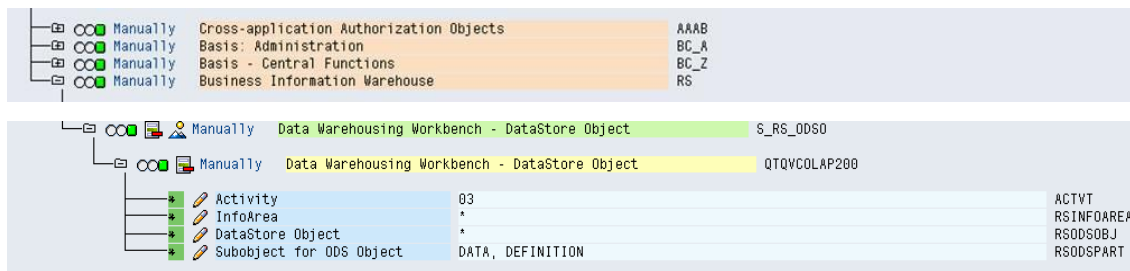 Manually Cross-application Authorization Objects AAAB
Manually Basis: Administration BC_A
Manually Basis - Central Functions BC_Z
Manually Business Information Warehouse RS
Manually Data Warehousing Workbench - DataStore Object S_RS_ODSO
Manually Data Warehousing Workbench - DataStore Object QTQVCOLAP200
* Activity 03 ACTVT
* InfoArea * RSINFOAREA
* DataStore Object * RSODSOBJ
* Subobject for ODS Object DATA, DEFINITION RSODSPART